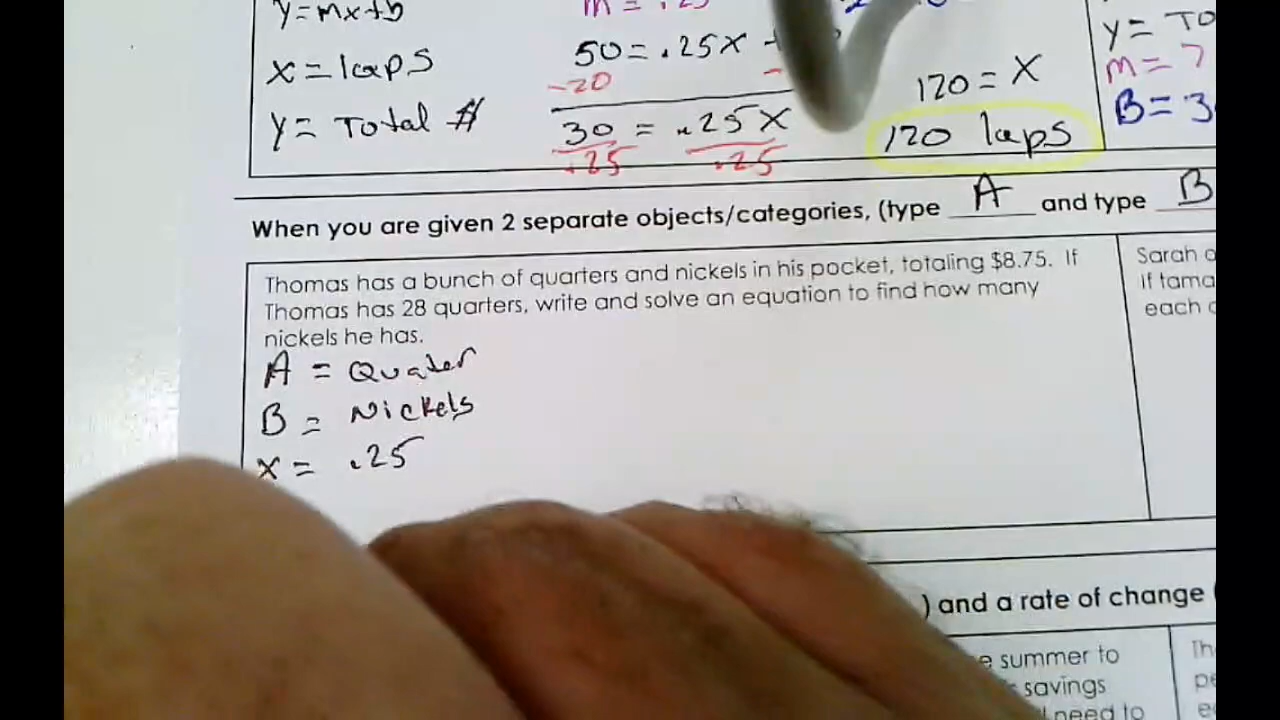 y=mx+b
x = laps
y = Total #
m = .25
50 = .25x +
-20 -
30 = .25x
.25 .25
120 = x
120 laps
y = To
m = 7
B = 3
When you are given 2 separate objects/categories, (type A and type B
Thomas has a bunch of quarters and nickels in his pocket, totaling $8.75. If
Thomas has 28 quarters, write and solve an equation to find how many
nickels he has.
A = Quater
B = Nickels
x = .25
Sarah
If tama
each
) and a rate of change (
summer to
savings
need to
Th